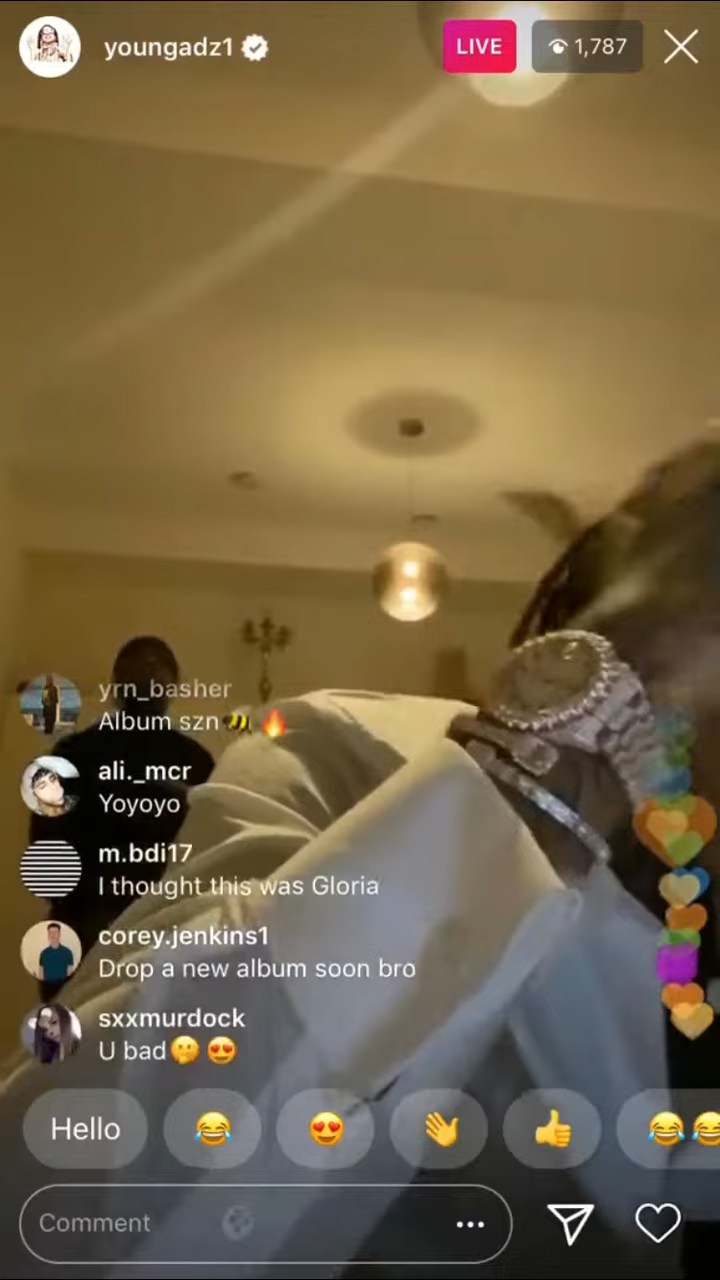 youngadz1
LIVE
1,787
yrn_basher
Album szn🐝🔥
ali._mcr
Yoyoyo
m.bdi17
I thought this was Gloria
corey.jenkins1
Drop a new album soon bro
sxxmurdock
U bad🤭😍
Hello
Comment